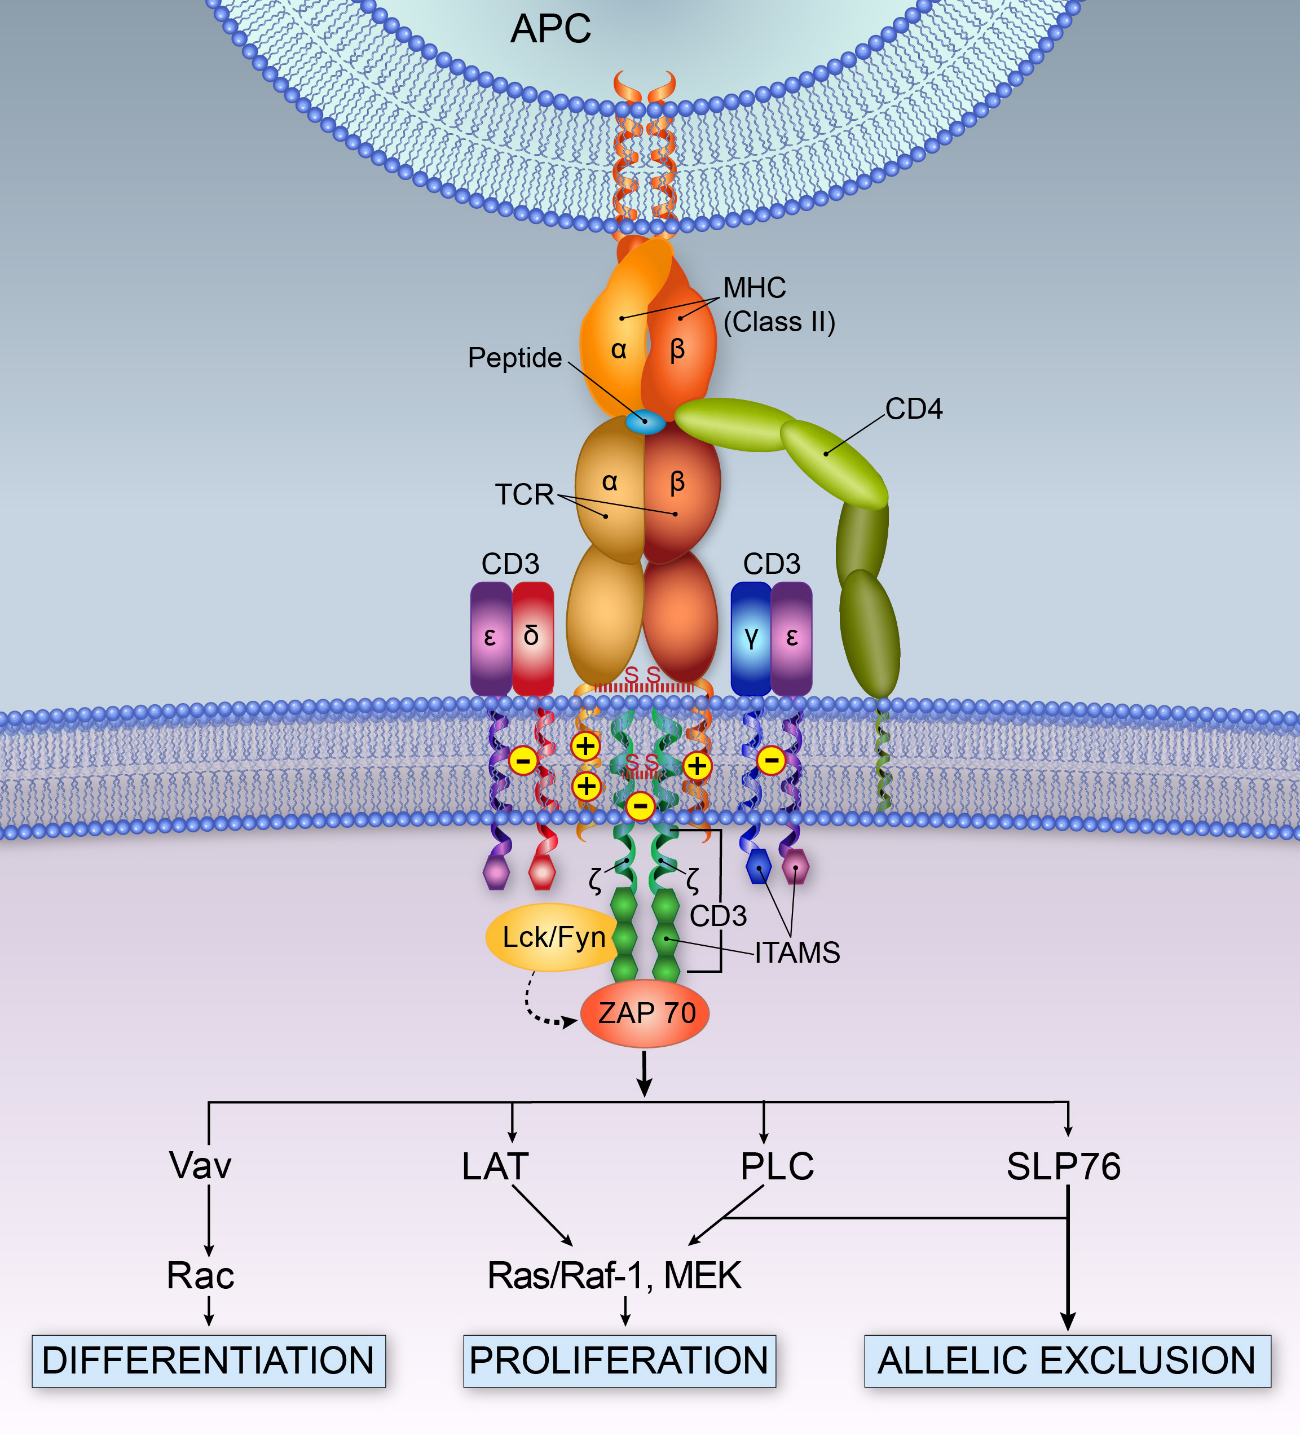 APC
MHC
(Class II)
α β
Peptide
CD4
α β
TCR
CD3 CD3
ε δ γ ε
S S
+ +
- -
S S
+
-
ζ ζ
CD3
Lck/Fyn
ITAMS
ZAP 70
Vav LAT PLC SLP76
Rac Ras/Raf-1, MEK
DIFFERENTIATION PROLIFERATION ALLELIC EXCLUSION